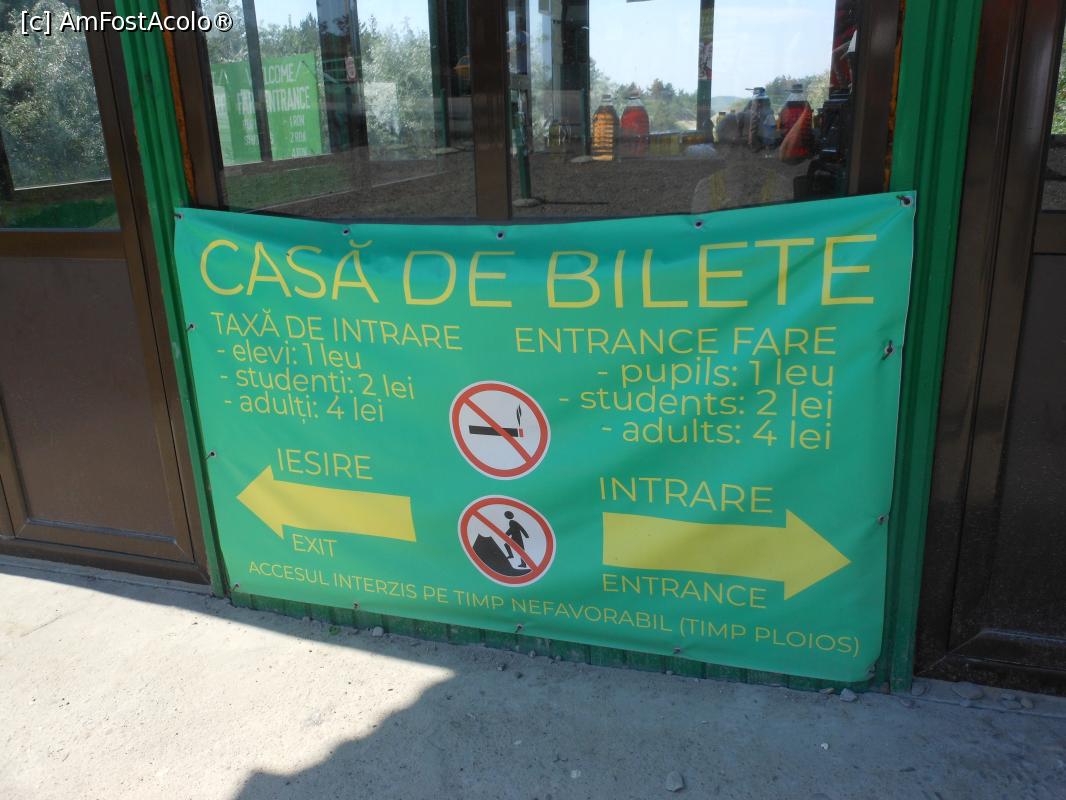 [c] AmFostAcolo®
WELCOME/
ENTRANCE
CASĂ DE BILETE
TAXĂ DE INTRARE
- elevi: 1 leu
- studenti: 2 lei
- adulți: 4 lei
ENTRANCE FARE
- pupils: 1 leu
- students: 2 lei
- adults: 4 lei
IESIRE
EXIT
INTRARE
ENTRANCE
ACCESUL INTERZIS PE TIMP NEFAVORABIL (TIMP PLOIOS)